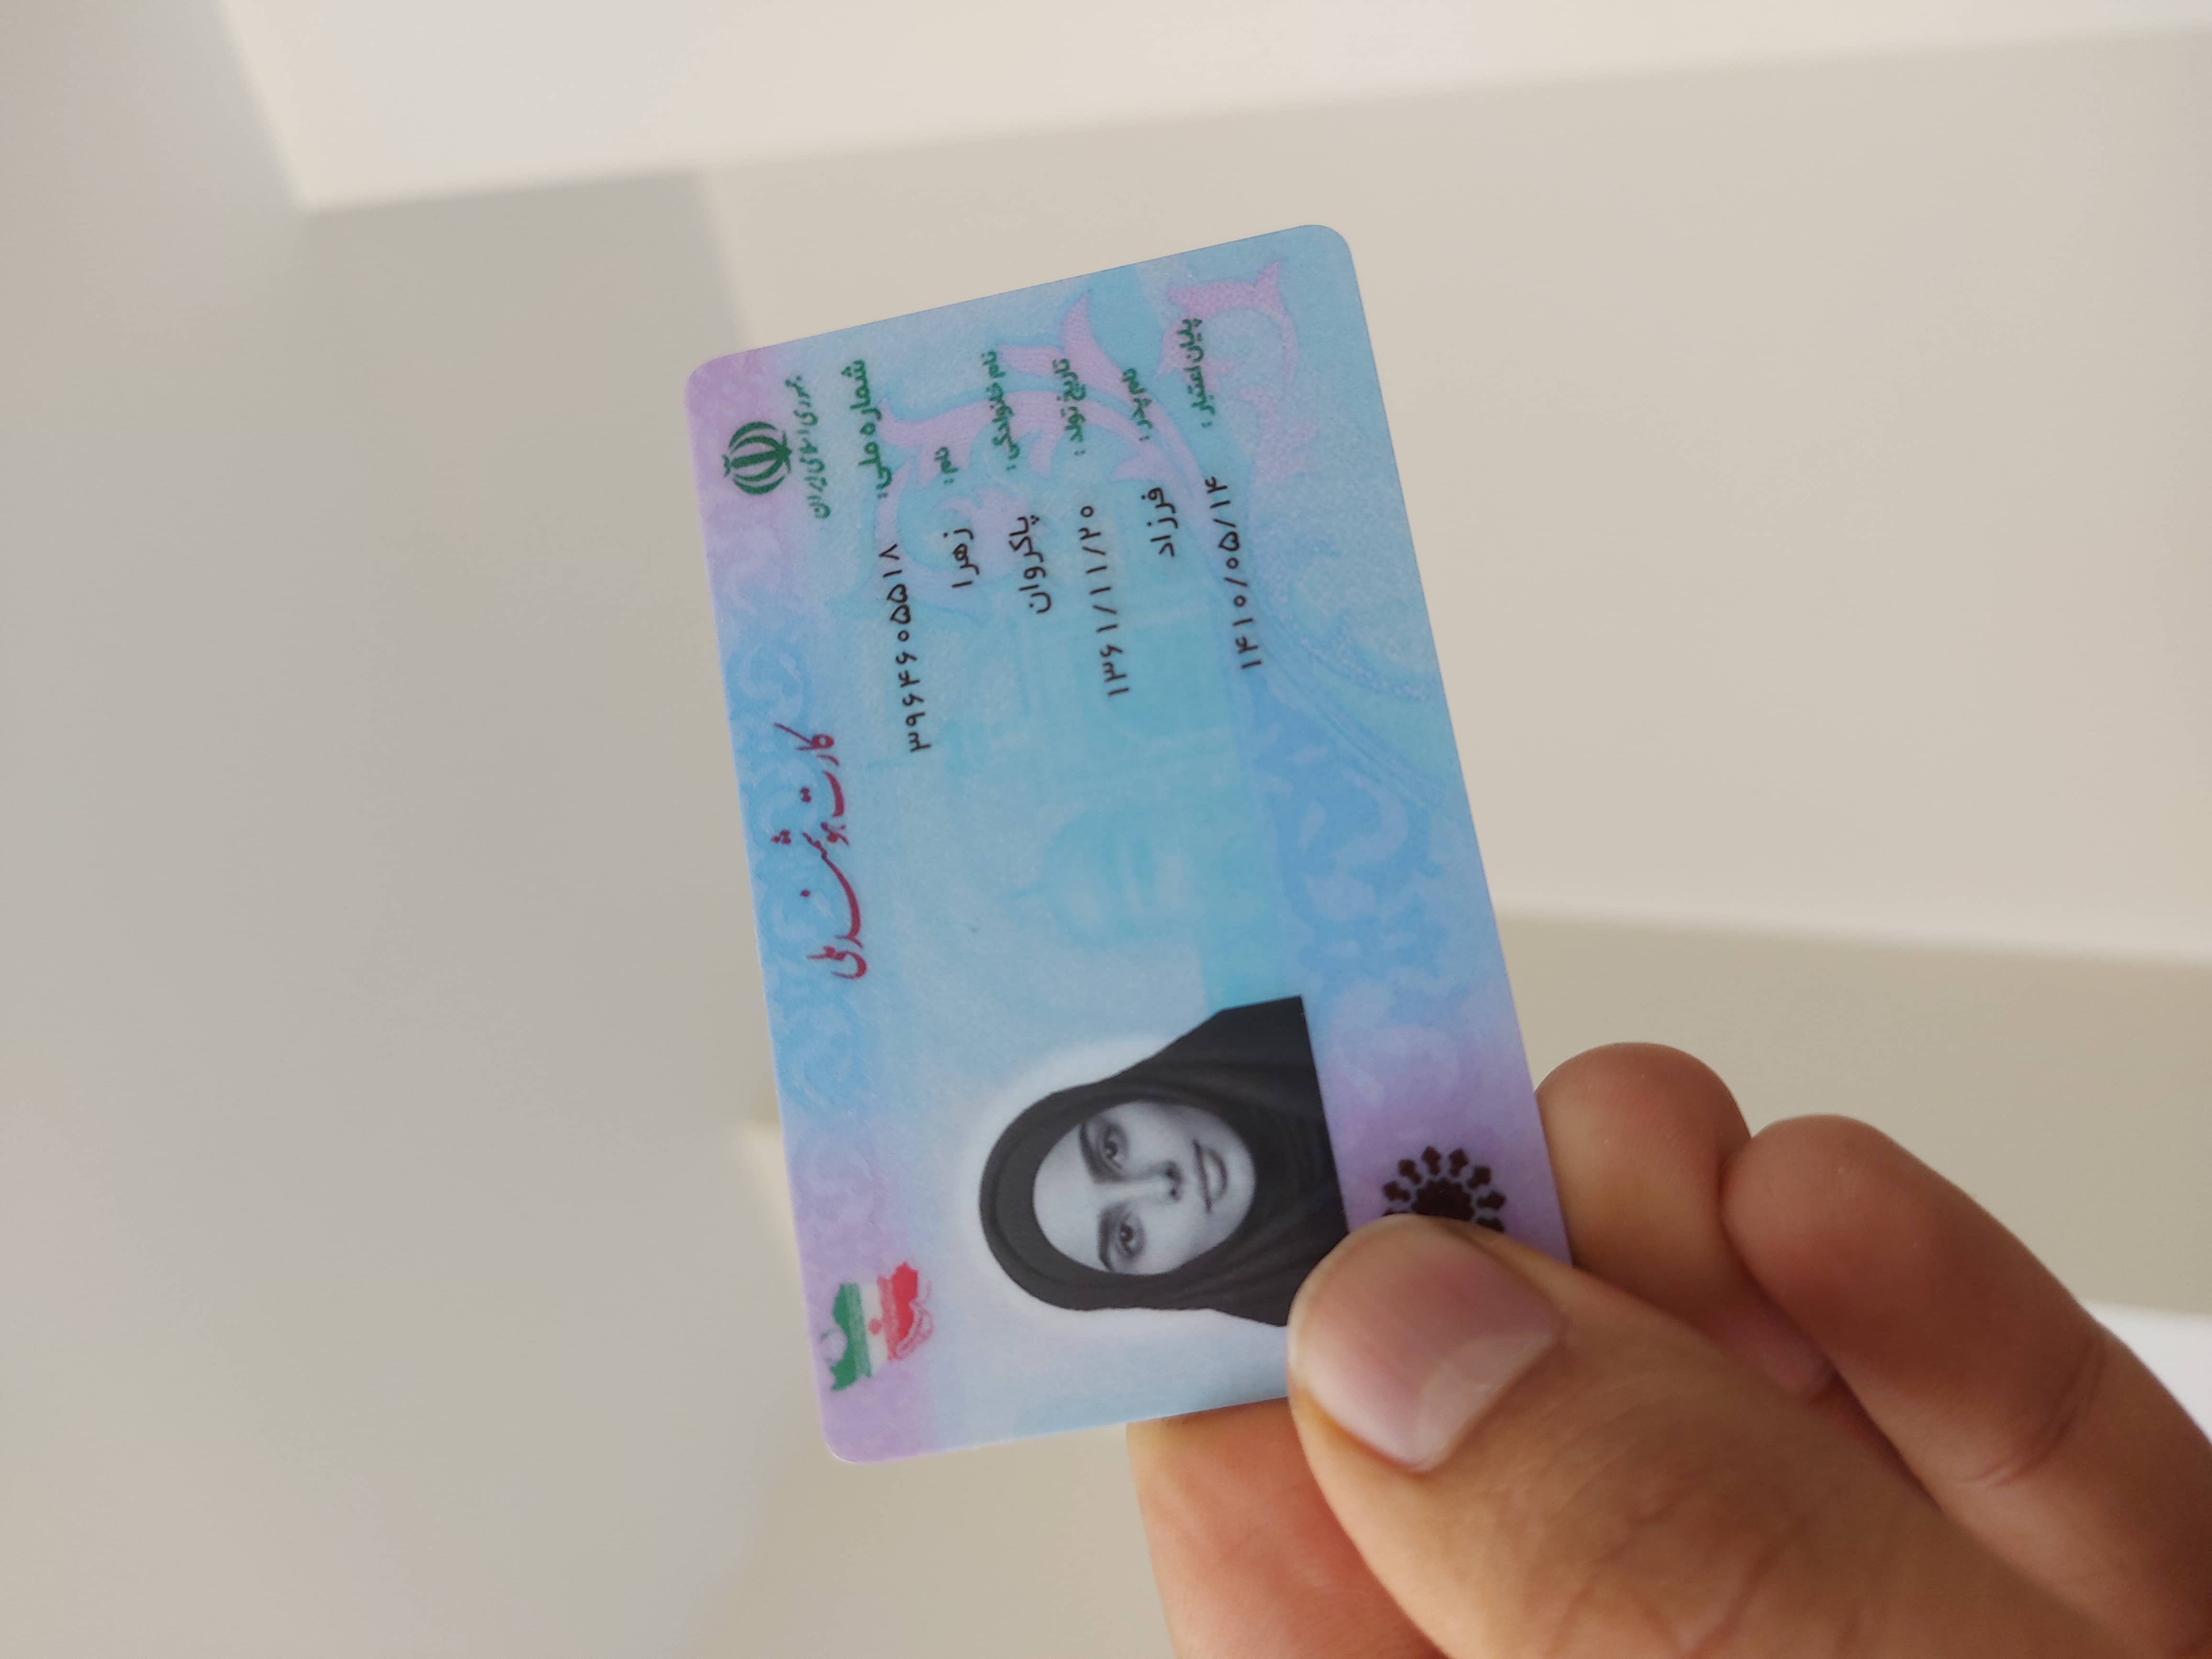 جمهوری اسلامی ایران
کارت هوشمند ملی
شماره ملی: ۳۹۶۴۶۰۵۵۱۸
نام: زهرا
نام خانوادگی: پاکروان
تاریخ تولد: ۱۳۶۱/۱۱/۲۰
نام پدر: فرزاد
پایان اعتبار: ۱۴۱۰/۰۵/۱۴